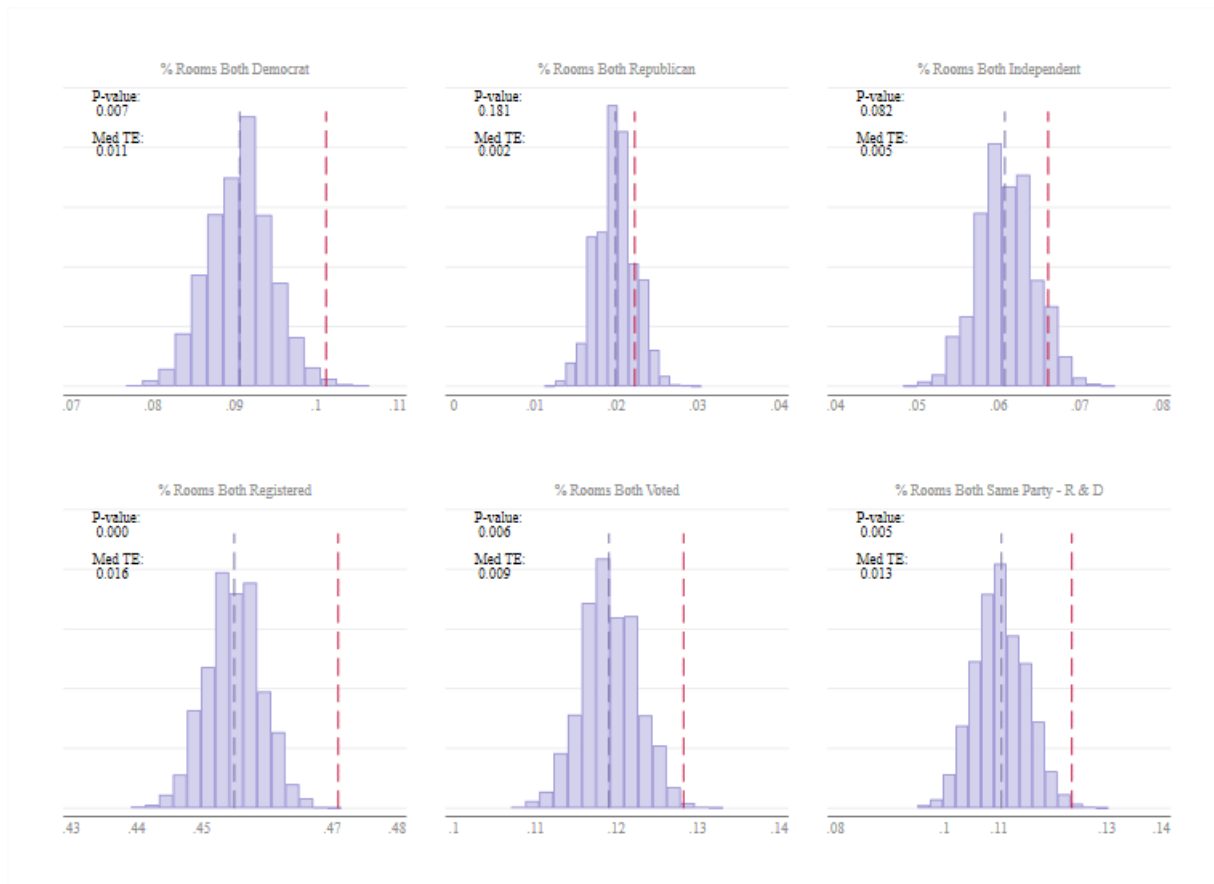 % Rooms Both Democrat
P-value:
0.007
Med TE:
0.011
.07 .08 .09 .1 .11
% Rooms Both Republican
P-value:
0.181
Med TE:
0.002
0 .01 .02 .03 .04
% Rooms Both Independent
P-value:
0.082
Med TE:
0.005
.04 .05 .06 .07 .08
% Rooms Both Registered
P-value:
0.000
Med TE:
0.016
.43 .44 .45 .47 .48
% Rooms Both Voted
P-value:
0.006
Med TE:
0.009
.1 .11 .12 .13 .14
% Rooms Both Same Party - R & D
P-value:
0.005
Med TE:
0.013
.08 .1 .11 .13 .14